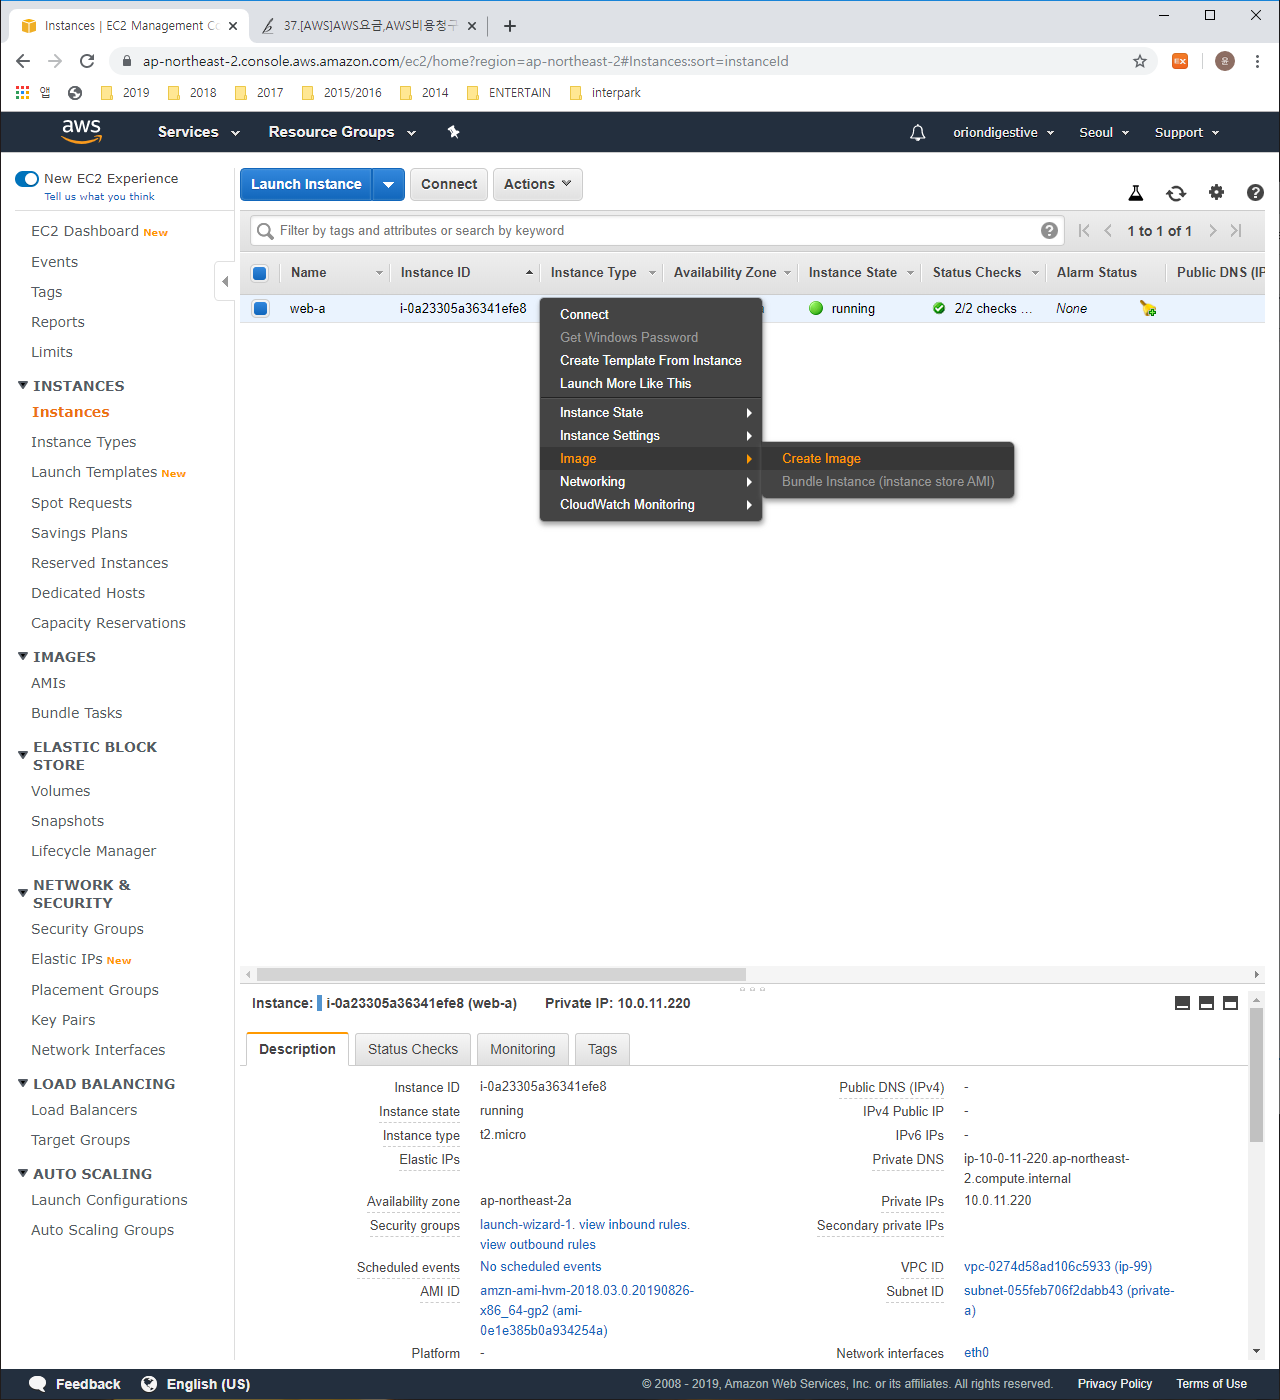 Instances | EC2 Management Co
37.[AWS]AWS요금,AWS비용청구
ap-northeast-2.console.aws.amazon.com/ec2/home?region=ap-northeast-2#Instances:sort=instanceId
앱
2019
2018
2017
2015/2016
2014
ENTERTAIN
interpark
aws
Services
Resource Groups
oriondigestive
Seoul
Support
New EC2 Experience
Tell us what you think
EC2 Dashboard New
Events
Tags
Reports
Limits
INSTANCES
Instances
Instance Types
Launch Templates New
Spot Requests
Savings Plans
Reserved Instances
Dedicated Hosts
Capacity Reservations
IMAGES
AMIs
Bundle Tasks
ELASTIC BLOCK
STORE
Volumes
Snapshots
Lifecycle Manager
NETWORK &
SECURITY
Security Groups
Elastic IPs New
Placement Groups
Key Pairs
Network Interfaces
LOAD BALANCING
Load Balancers
Target Groups
AUTO SCALING
Launch Configurations
Auto Scaling Groups
Launch Instance
Connect
Actions
Filter by tags and attributes or search by keyword
1 to 1 of 1
Name
Instance ID
Instance Type
Availability Zone
Instance State
Status Checks
Alarm Status
Public DNS (IP
web-a
i-0a23305a36341efe8
running
2/2 checks ...
None
Connect
Get Windows Password
Create Template From Instance
Launch More Like This
Instance State
Instance Settings
Image
Networking
CloudWatch Monitoring
Create Image
Bundle Instance (instance store AMI)
Instance: i-0a23305a36341efe8 (web-a) Private IP: 10.0.11.220
Description
Status Checks
Monitoring
Tags
Instance ID i-0a23305a36341efe8
Instance state running
Instance type t2.micro
Elastic IPs
Availability zone ap-northeast-2a
Security groups launch-wizard-1. view inbound rules.
view outbound rules
Scheduled events No scheduled events
AMI ID amzn-ami-hvm-2018.03.0.20190826-
x86_64-gp2 (ami-
0e1e385b0a934254a)
Platform -
Public DNS (IPv4) -
IPv4 Public IP -
IPv6 IPs -
Private DNS ip-10-0-11-220.ap-northeast-
2.compute.internal
Private IPs 10.0.11.220
Secondary private IPs
VPC ID vpc-0274d58ad106c5933 (ip-99)
Subnet ID subnet-055feb706f2dabb43 (private-
a)
Network interfaces eth0
Feedback
English (US)
© 2008 - 2019, Amazon Web Services, Inc. or its affiliates. All rights reserved.
Privacy Policy
Terms of Use